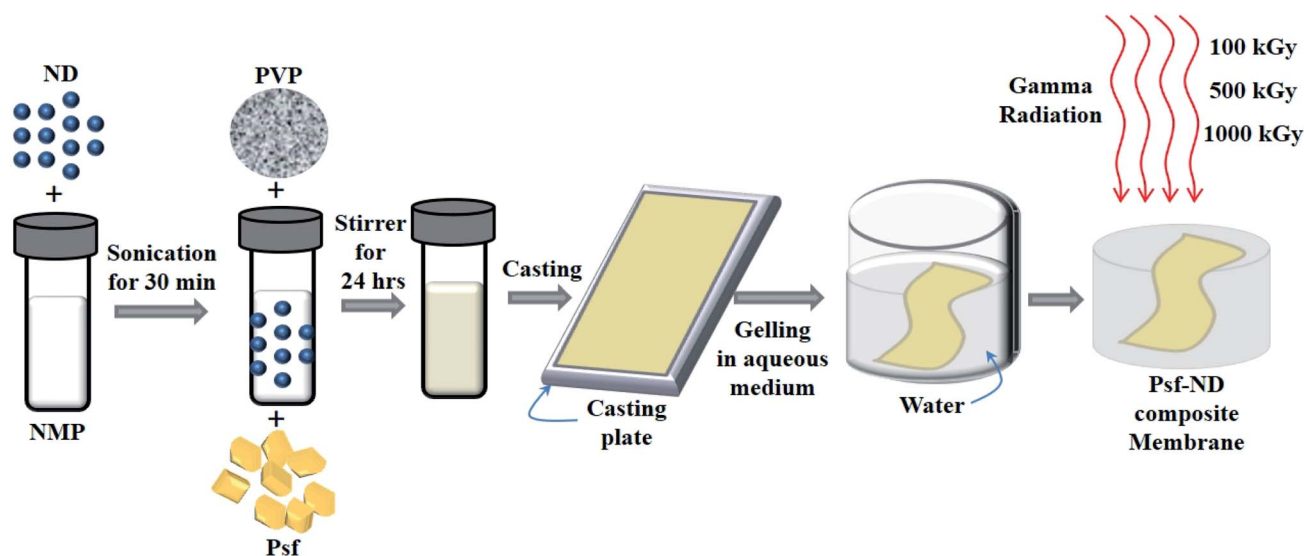 ND
+
NMP
Sonication
for 30 min
PVP
+
+
Psf
Stirrer
for
24 hrs
Casting
Casting
plate
Gelling
in aqueous
medium
Water
Gamma
Radiation
100 kGy
500 kGy
1000 kGy
Psf-ND
composite
Membrane